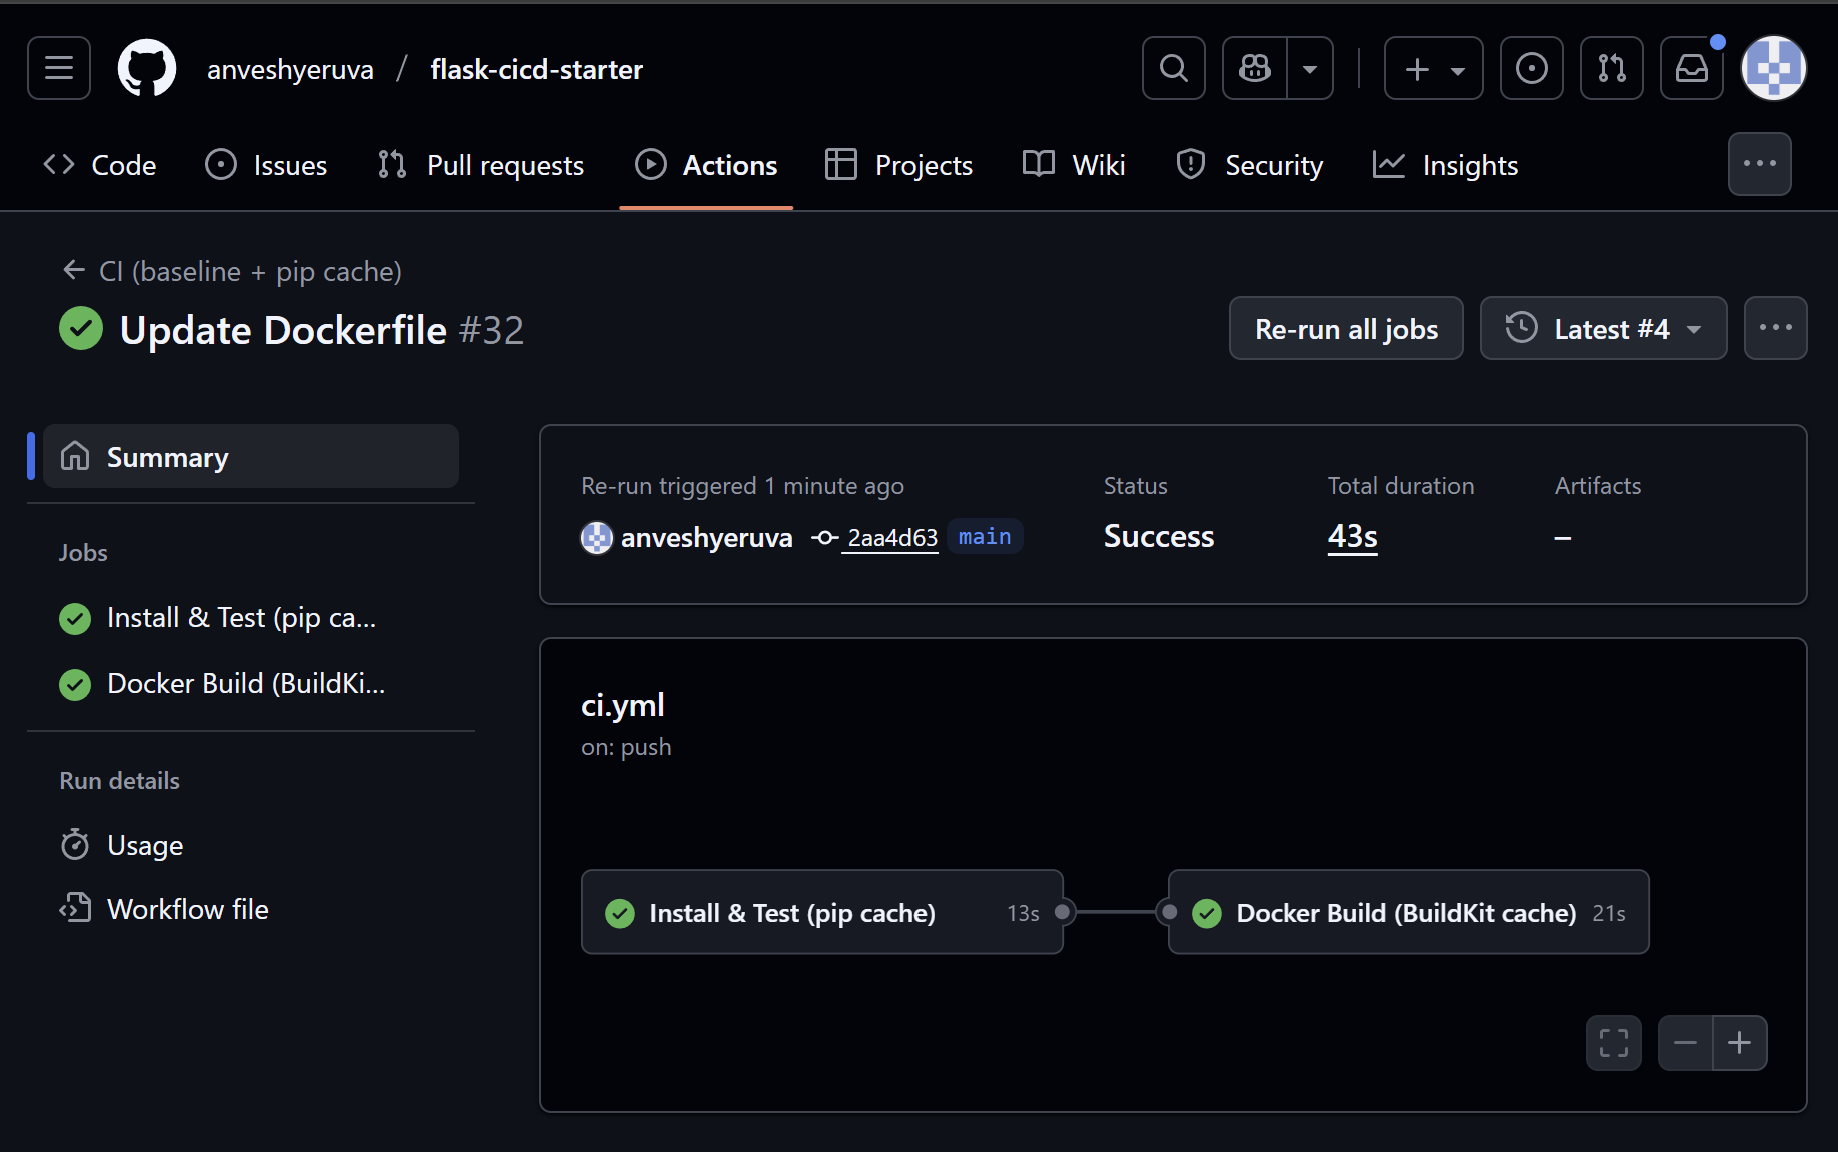 anveshyeruva / flask-cicd-starter
Code Issues Pull requests Actions Projects Wiki Security Insights
CI (baseline + pip cache)
Update Dockerfile #32
Re-run all jobs
Latest #4
Summary
Jobs
Install & Test (pip ca...
Docker Build (BuildKi...
Run details
Usage
Workflow file
Re-run triggered 1 minute ago
anveshyeruva 2aa4d63 main
Status
Success
Total duration
43s
Artifacts
–
ci.yml
on: push
Install & Test (pip cache) 13s
Docker Build (BuildKit cache) 21s